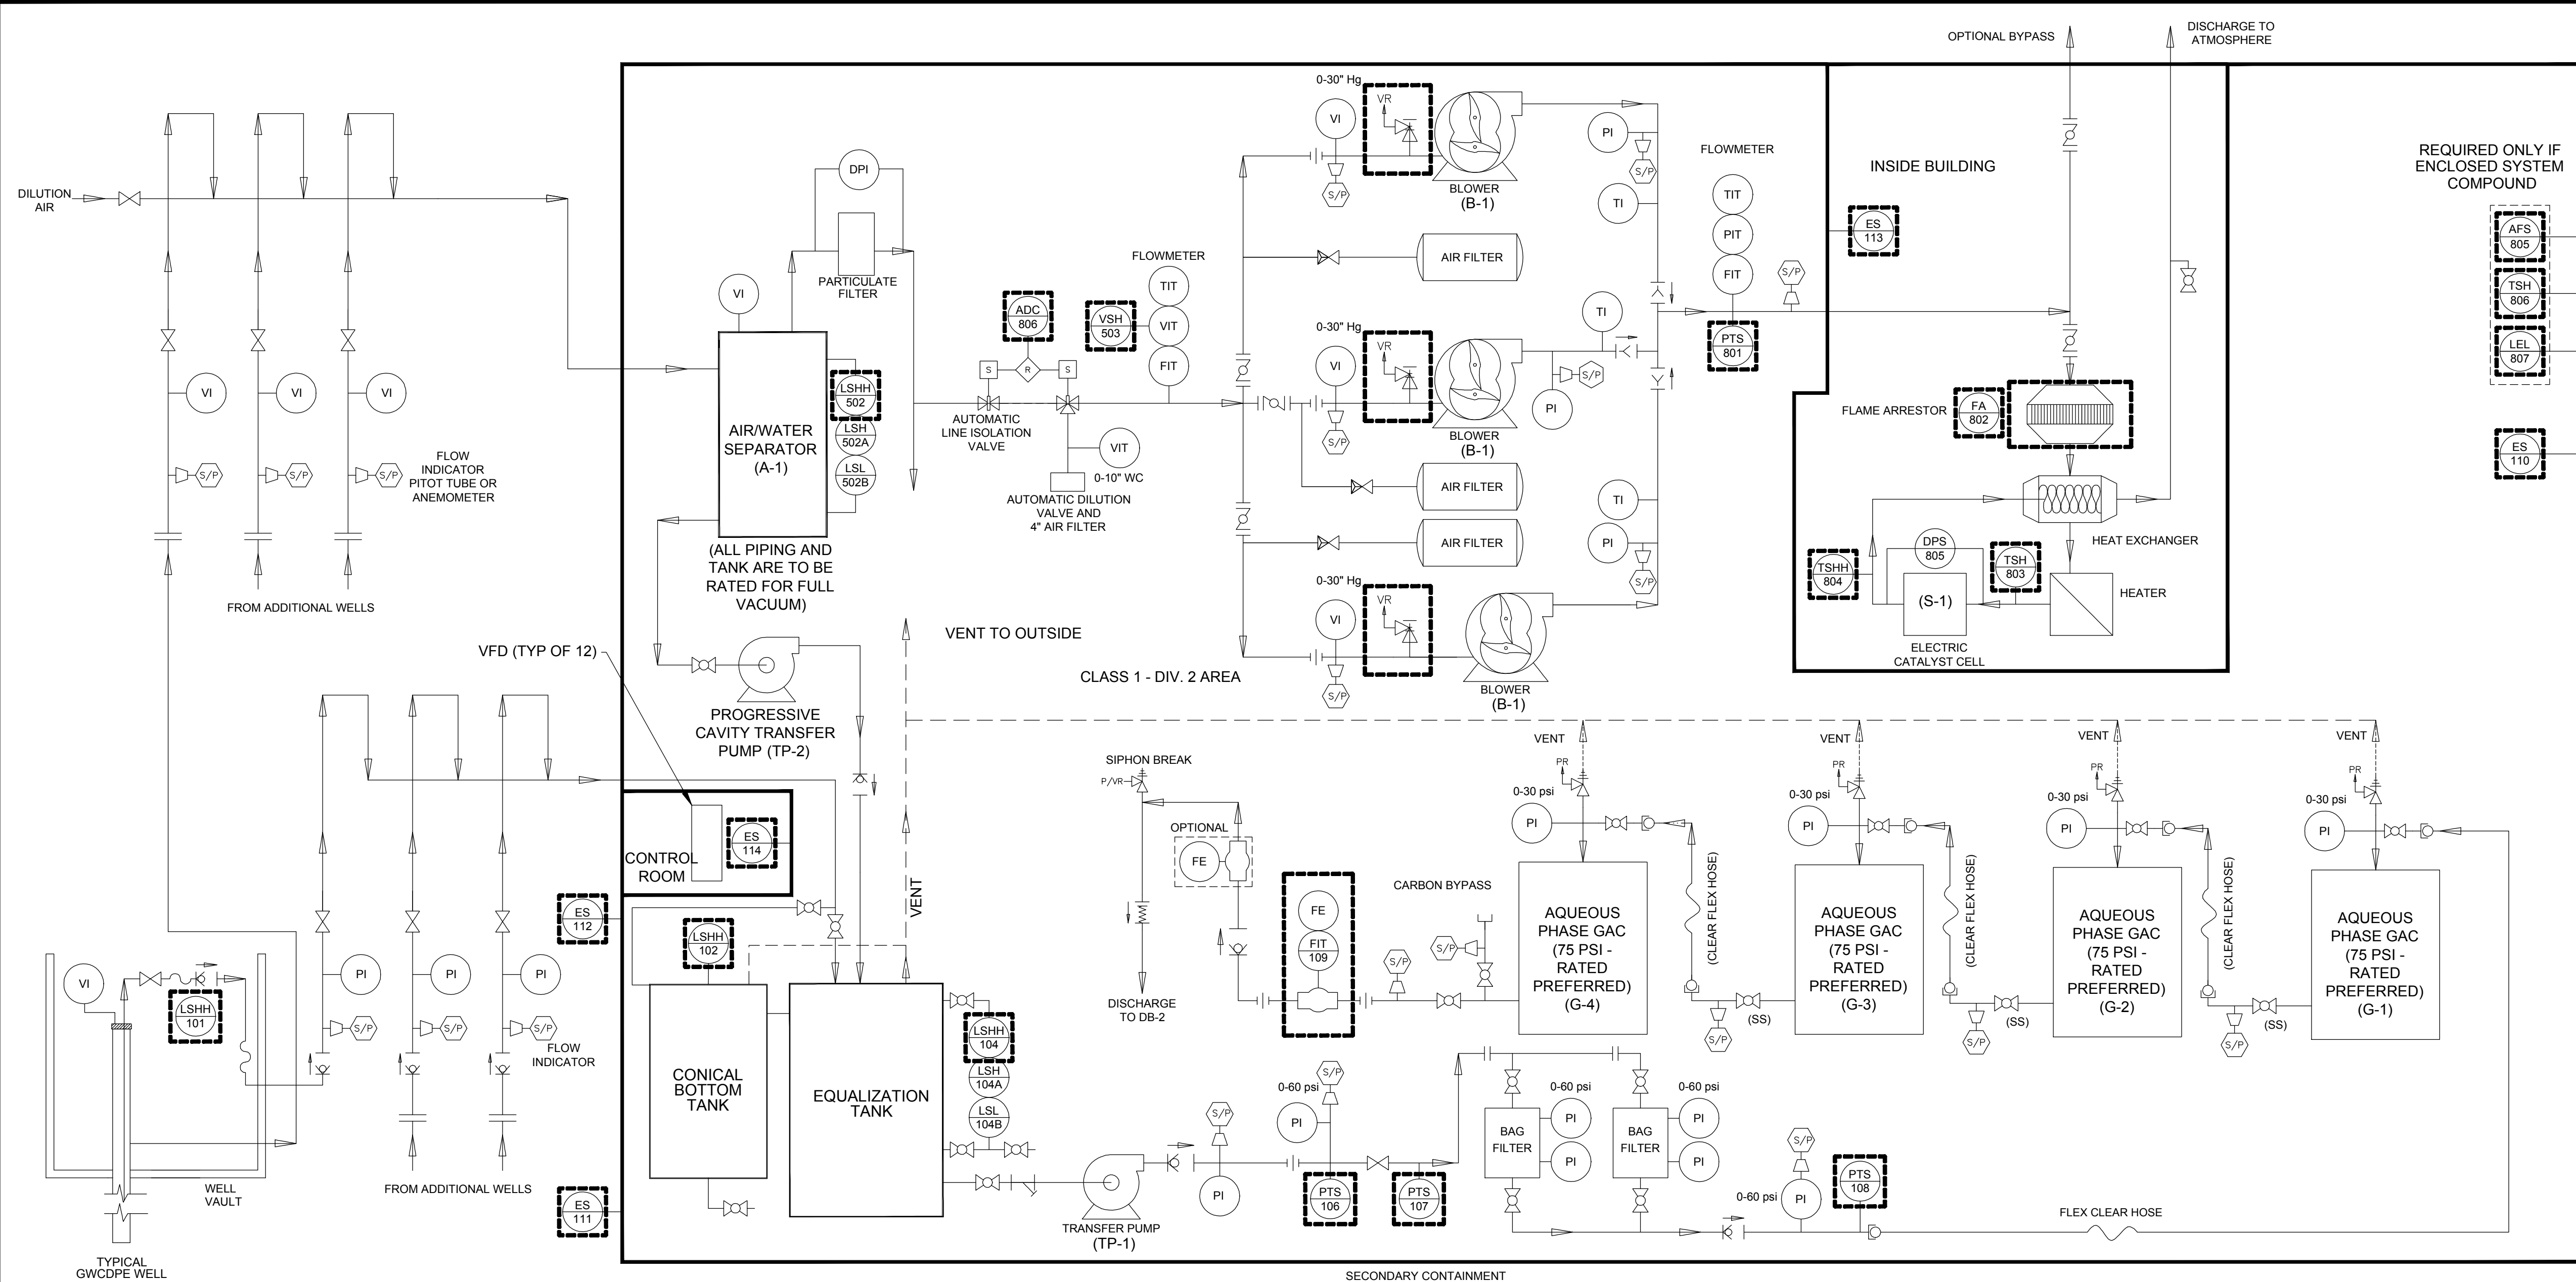 OPTIONAL BYPASS
DISCHARGE TO
ATMOSPHERE
DILUTION
AIR
VI
VI
VI
S/P
S/P
S/P
FLOW
INDICATOR
PITOT TUBE OR
ANEMOMETER
FROM ADDITIONAL WELLS
VI
DPI
PARTICULATE
FILTER
AIR/WATER
SEPARATOR
(A-1)
LSHH
502
LSH
502A
LSL
502B
(ALL PIPING AND
TANK ARE TO BE
RATED FOR FULL
VACUUM)
ADC
806
S
R
S
AUTOMATIC
LINE ISOLATION
VALVE
VIT
0-10" WC
AUTOMATIC DILUTION
VALVE AND
4" AIR FILTER
VSH
503
FLOWMETER
TIT
VIT
FIT
0-30" Hg
VI
S/P
VR
BLOWER
(B-1)
AIR FILTER
0-30" Hg
VI
S/P
VR
BLOWER
(B-1)
AIR FILTER
AIR FILTER
0-30" Hg
VI
S/P
VR
BLOWER
(B-1)
PI
S/P
TI
TI
S/P
PI
TI
PI
S/P
FLOWMETER
TIT
PIT
FIT
PTS
801
S/P
INSIDE BUILDING
ES
113
FLAME ARRESTOR
FA
802
HEAT EXCHANGER
DPS
805
TSH
803
TSHH
804
(S-1)
HEATER
ELECTRIC
CATALYST CELL
REQUIRED ONLY IF
ENCLOSED SYSTEM
COMPOUND
AFS
805
TSH
806
LEL
807
ES
110
VENT TO OUTSIDE
CLASS 1 - DIV. 2 AREA
VFD (TYP OF 12)
PROGRESSIVE
CAVITY TRANSFER
PUMP (TP-2)
CONTROL
ROOM
ES
114
ES
112
ES
111
VENT
VI
LSHH
101
WELL
VAULT
TYPICAL
GWCDPE WELL
PI
PI
PI
S/P
S/P
S/P
FLOW
INDICATOR
FROM ADDITIONAL WELLS
LSHH
102
CONICAL
BOTTOM
TANK
EQUALIZATION
TANK
LSHH
104
LSH
104A
LSL
104B
TRANSFER PUMP
(TP-1)
S/P
PI
0-60 psi
S/P
PI
PTS
106
PTS
107
BAG
FILTER
0-60 psi
PI
PI
BAG
FILTER
0-60 psi
PI
PI
S/P
0-60 psi
PI
PTS
108
FLEX CLEAR HOSE
SIPHON BREAK
P/VR
OPTIONAL
FE
DISCHARGE
TO DB-2
FE
FIT
109
S/P
CARBON BYPASS
S/P
VENT
PR
0-30 psi
PI
AQUEOUS
PHASE GAC
(75 PSI -
RATED
PREFERRED)
(G-4)
(CLEAR FLEX HOSE)
S/P
(SS)
VENT
PR
0-30 psi
PI
AQUEOUS
PHASE GAC
(75 PSI -
RATED
PREFERRED)
(G-3)
(CLEAR FLEX HOSE)
S/P
(SS)
VENT
PR
0-30 psi
PI
AQUEOUS
PHASE GAC
(75 PSI -
RATED
PREFERRED)
(G-2)
(CLEAR FLEX HOSE)
S/P
(SS)
VENT
PR
0-30 psi
PI
AQUEOUS
PHASE GAC
(75 PSI -
RATED
PREFERRED)
(G-1)
SECONDARY CONTAINMENT